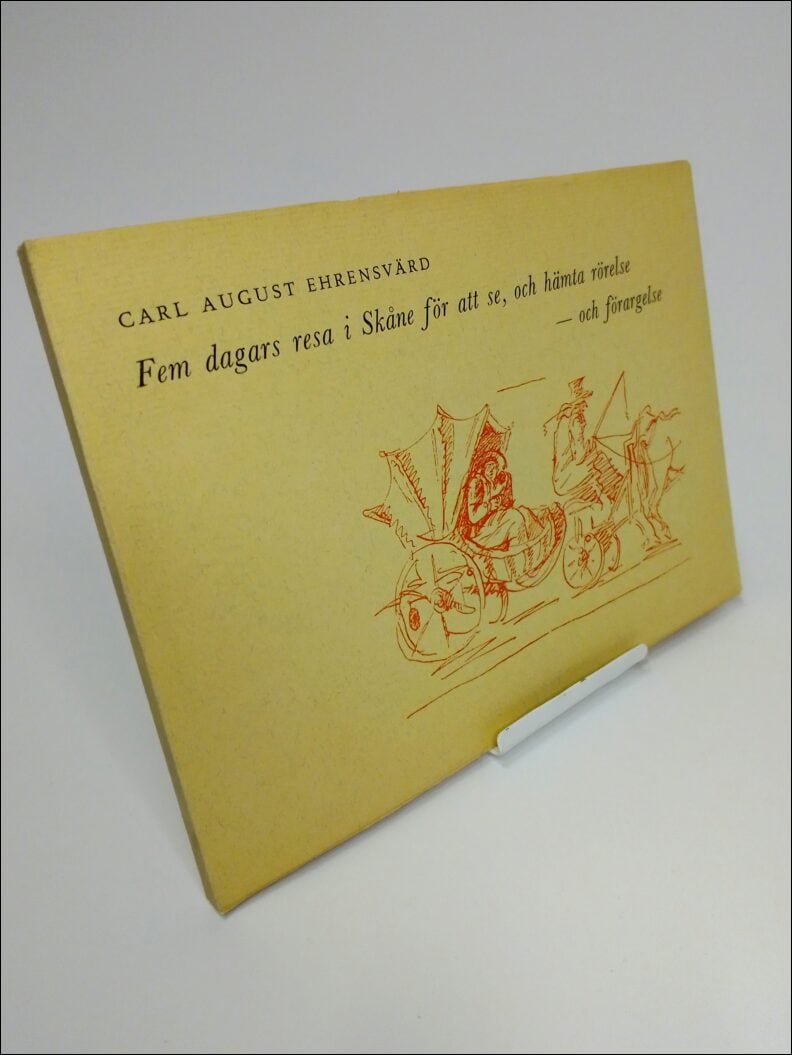 CARL AUGUST EHRENSVÄRD
Fem dagars resa i Skåne för att se, och hämta rörelse
— och förargelse